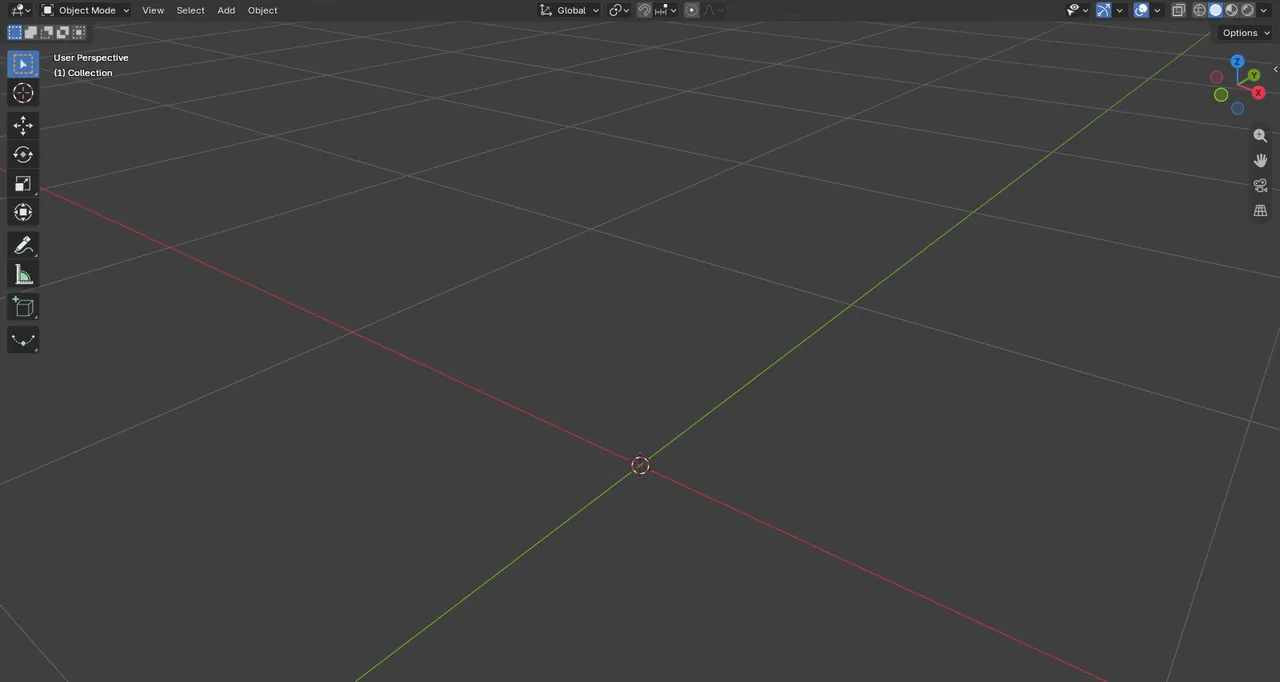 Object Mode View Select Add Object Global
Options
User Perspective
(1) Collection
Z
Y
X